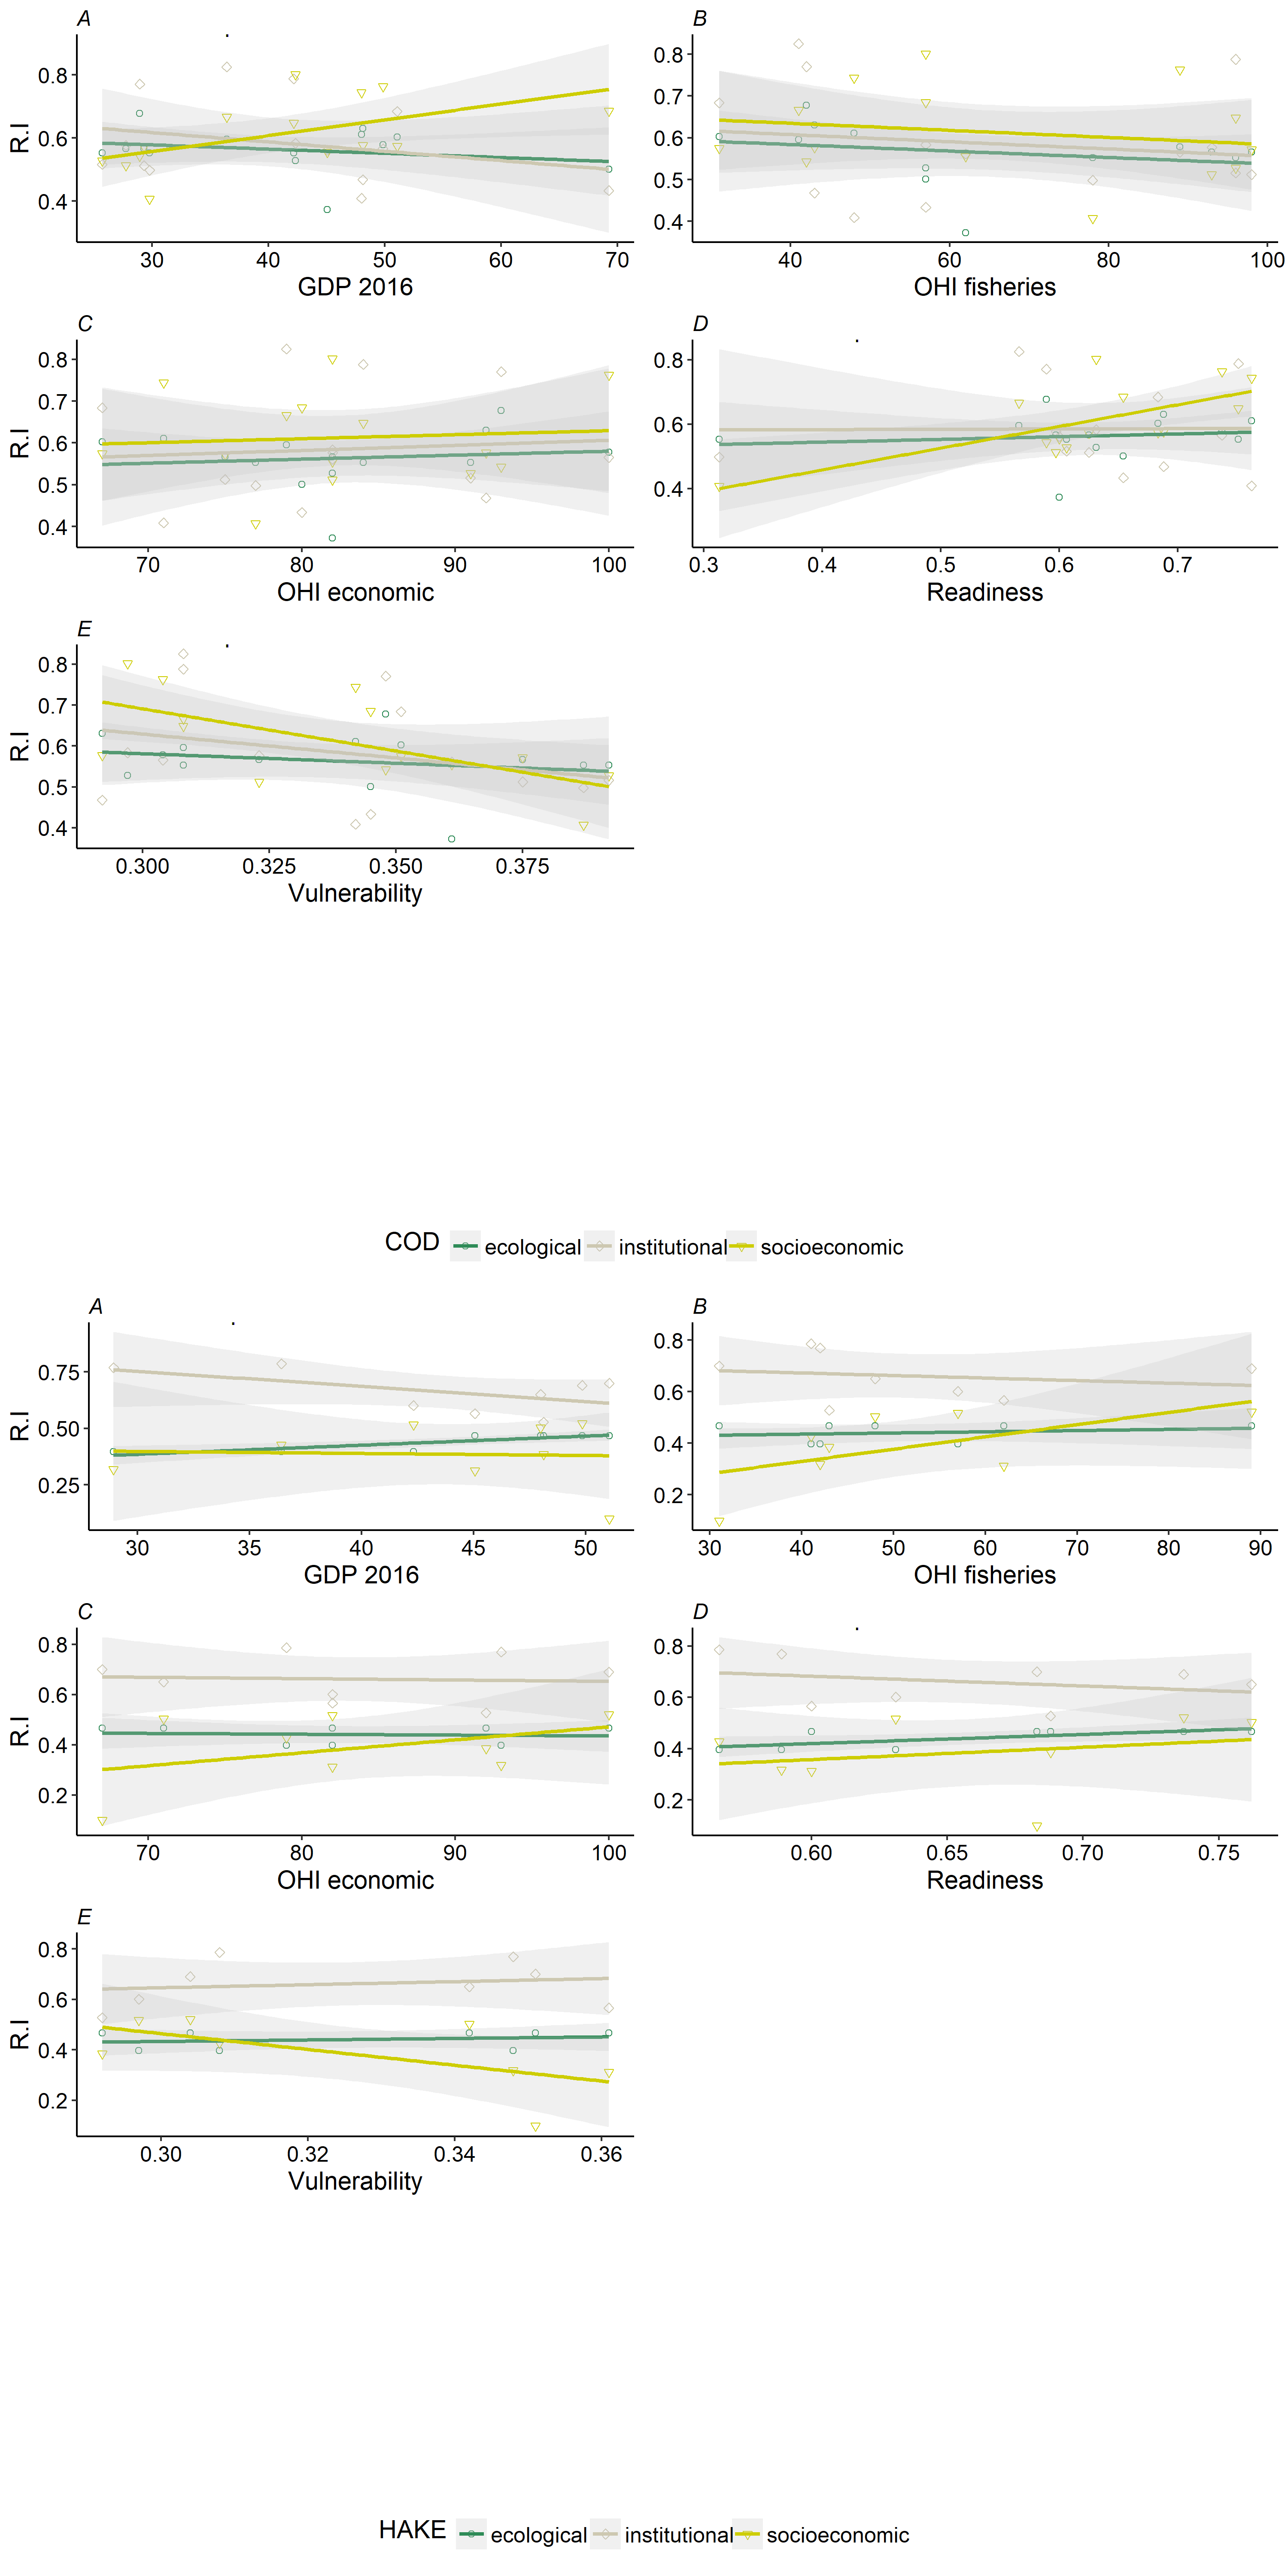 A
R.I
0.8
0.6
0.4
30 40 50 60 70
GDP 2016
B
0.8
0.7
0.6
0.5
0.4
40 60 80 100
OHI fisheries
C
R.I
0.8
0.7
0.6
0.5
0.4
70 80 90 100
OHI economic
D
0.8
0.6
0.4
0.3 0.4 0.5 0.6 0.7
Readiness
E
R.I
0.8
0.7
0.6
0.5
0.4
0.300 0.325 0.350 0.375
Vulnerability
COD ecological institutional socioeconomic
A
R.I
0.75
0.50
0.25
30 35 40 45 50
GDP 2016
B
0.8
0.6
0.4
0.2
30 40 50 60 70 80 90
OHI fisheries
C
R.I
0.8
0.6
0.4
0.2
70 80 90 100
OHI economic
D
0.8
0.6
0.4
0.2
0.60 0.65 0.70 0.75
Readiness
E
R.I
0.8
0.6
0.4
0.2
0.30 0.32 0.34 0.36
Vulnerability
HAKE ecological institutional socioeconomic